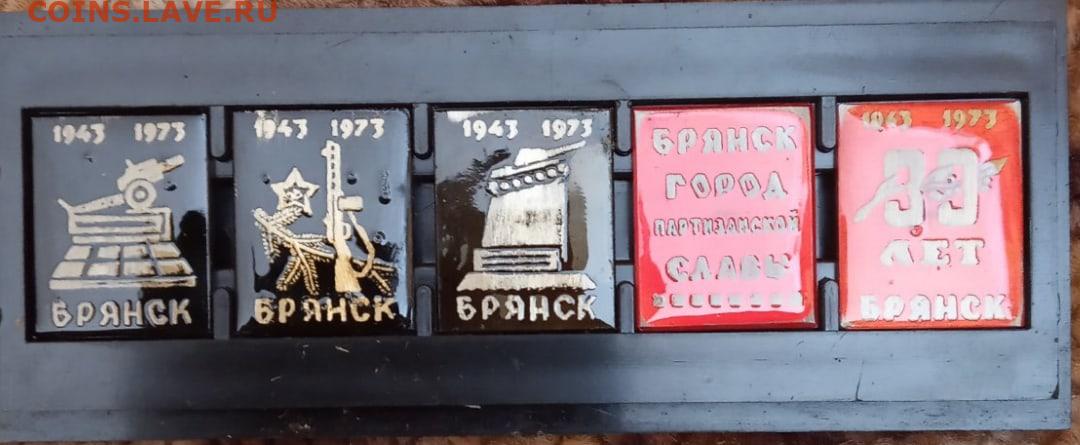 COINS.LAVE.RU
1943 1973
БРЯНСК
1943 1973
БРЯНСК
1943 1973
БРЯНСК
БРЯНСК
ГОРОД
ПАРТИЗАНСКОЙ
СЛАВЫ
1943 1973
30
ЛЕТ
БРЯНСК